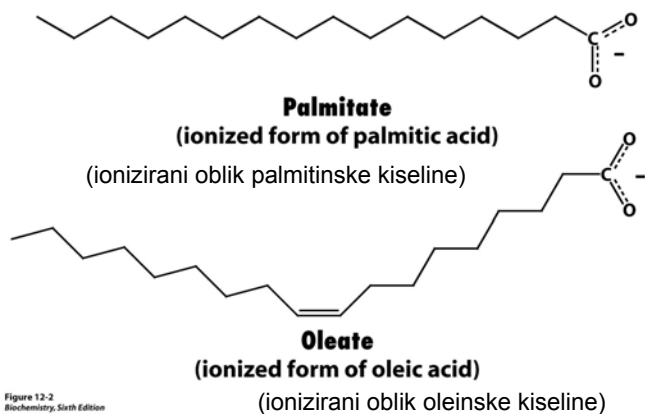 O
C
O
–
Palmitate
(ionized form of palmitic acid)
(ionizirani oblik palmitinske kiseline)
O
C
–
O
Oleate
(ionized form of oleic acid)
(ionizirani oblik oleinske kiseline)
Figure 12-2
Biochemistry, Sixth Edition